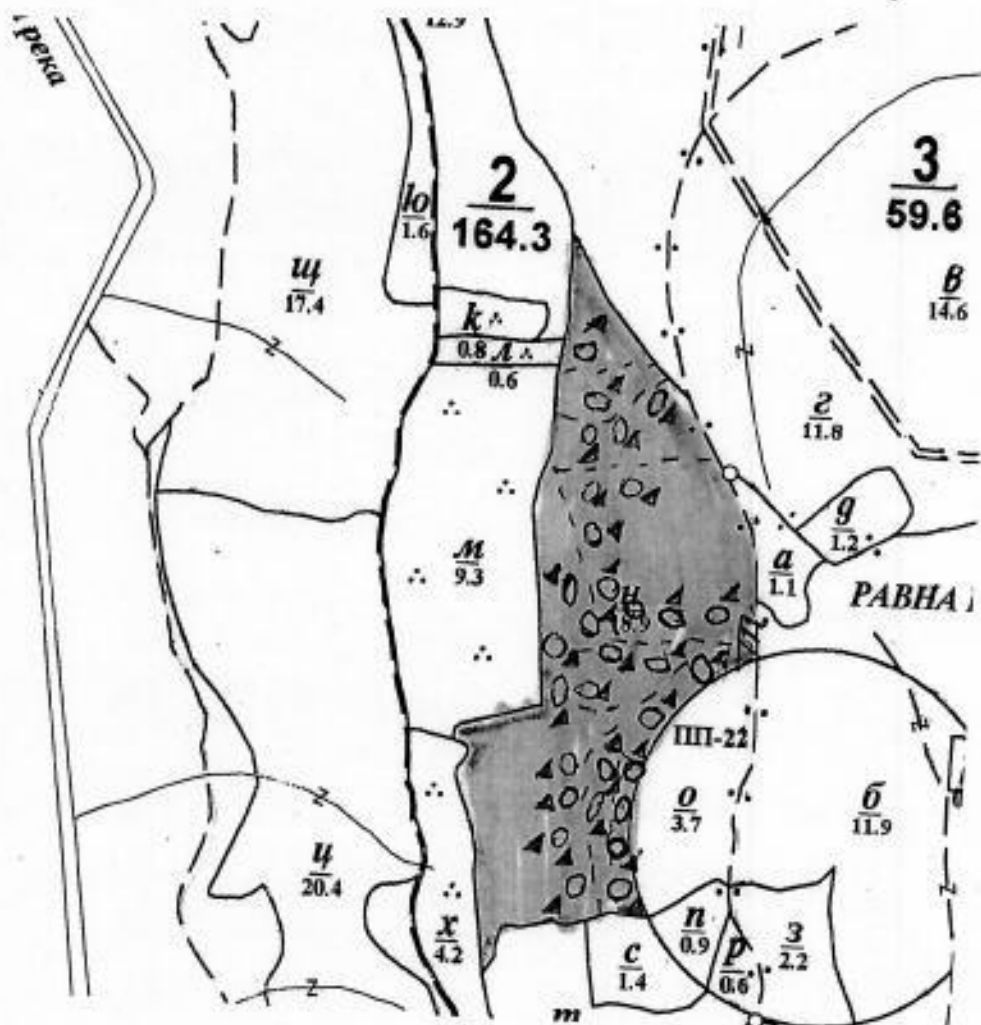 река
12.9
2
164.3
3
59.6
ю
1.6
щ
17.4
в
14.6
k
0.8
л
0.6
г
11.8
д
1.2
м
9.3
а
1.1
РАВНА
н
ПП-22
о
3.7
б
11.9
ц
20.4
х
4.2
п
0.9
з
2.2
с
1.4
р
0.6
т
z
z
z
z
z
z